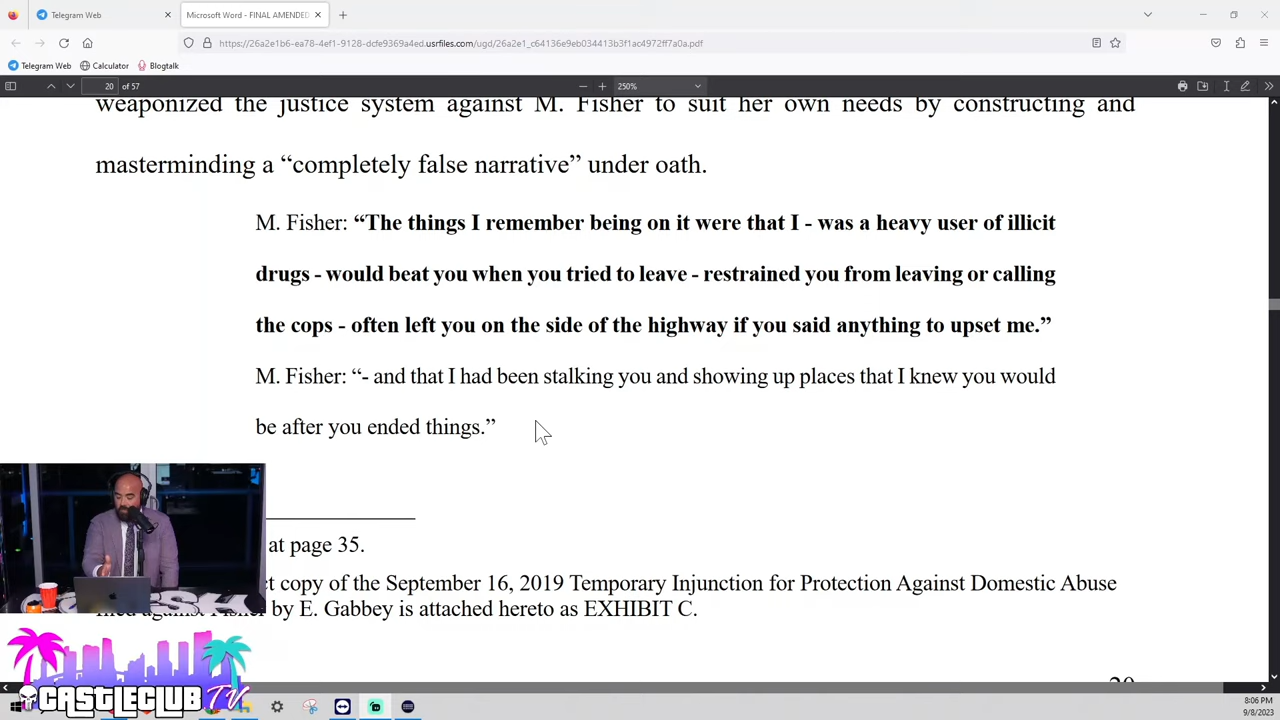 Telegram Web
Microsoft Word - FINAL AMENDED
https://26a2e1b6-ea78-4ef1-9128-dcfe9369a4ed.usrfiles.com/ugd/26a2e1_c64136efeb034413b3f1ac4972ff7a0a.pdf
Telegram Web Calculator Blogtalk
20 of 57 250%
weaponized the justice system against M. Fisher to suit her own needs by constructing and
masterminding a “completely false narrative” under oath.
M. Fisher: “The things I remember being on it were that I - was a heavy user of illicit
drugs - would beat you when you tried to leave - restrained you from leaving or calling
the cops - often left you on the side of the highway if you said anything to upset me.”
M. Fisher: “- and that I had been stalking you and showing up places that I knew you would
be after you ended things.”
at page 35.
ct copy of the September 16, 2019 Temporary Injunction for Protection Against Domestic Abuse
by E. Gabbey is attached hereto as EXHIBIT C.
20
CASTLECLUB TV
8:06 PM
9/8/2023